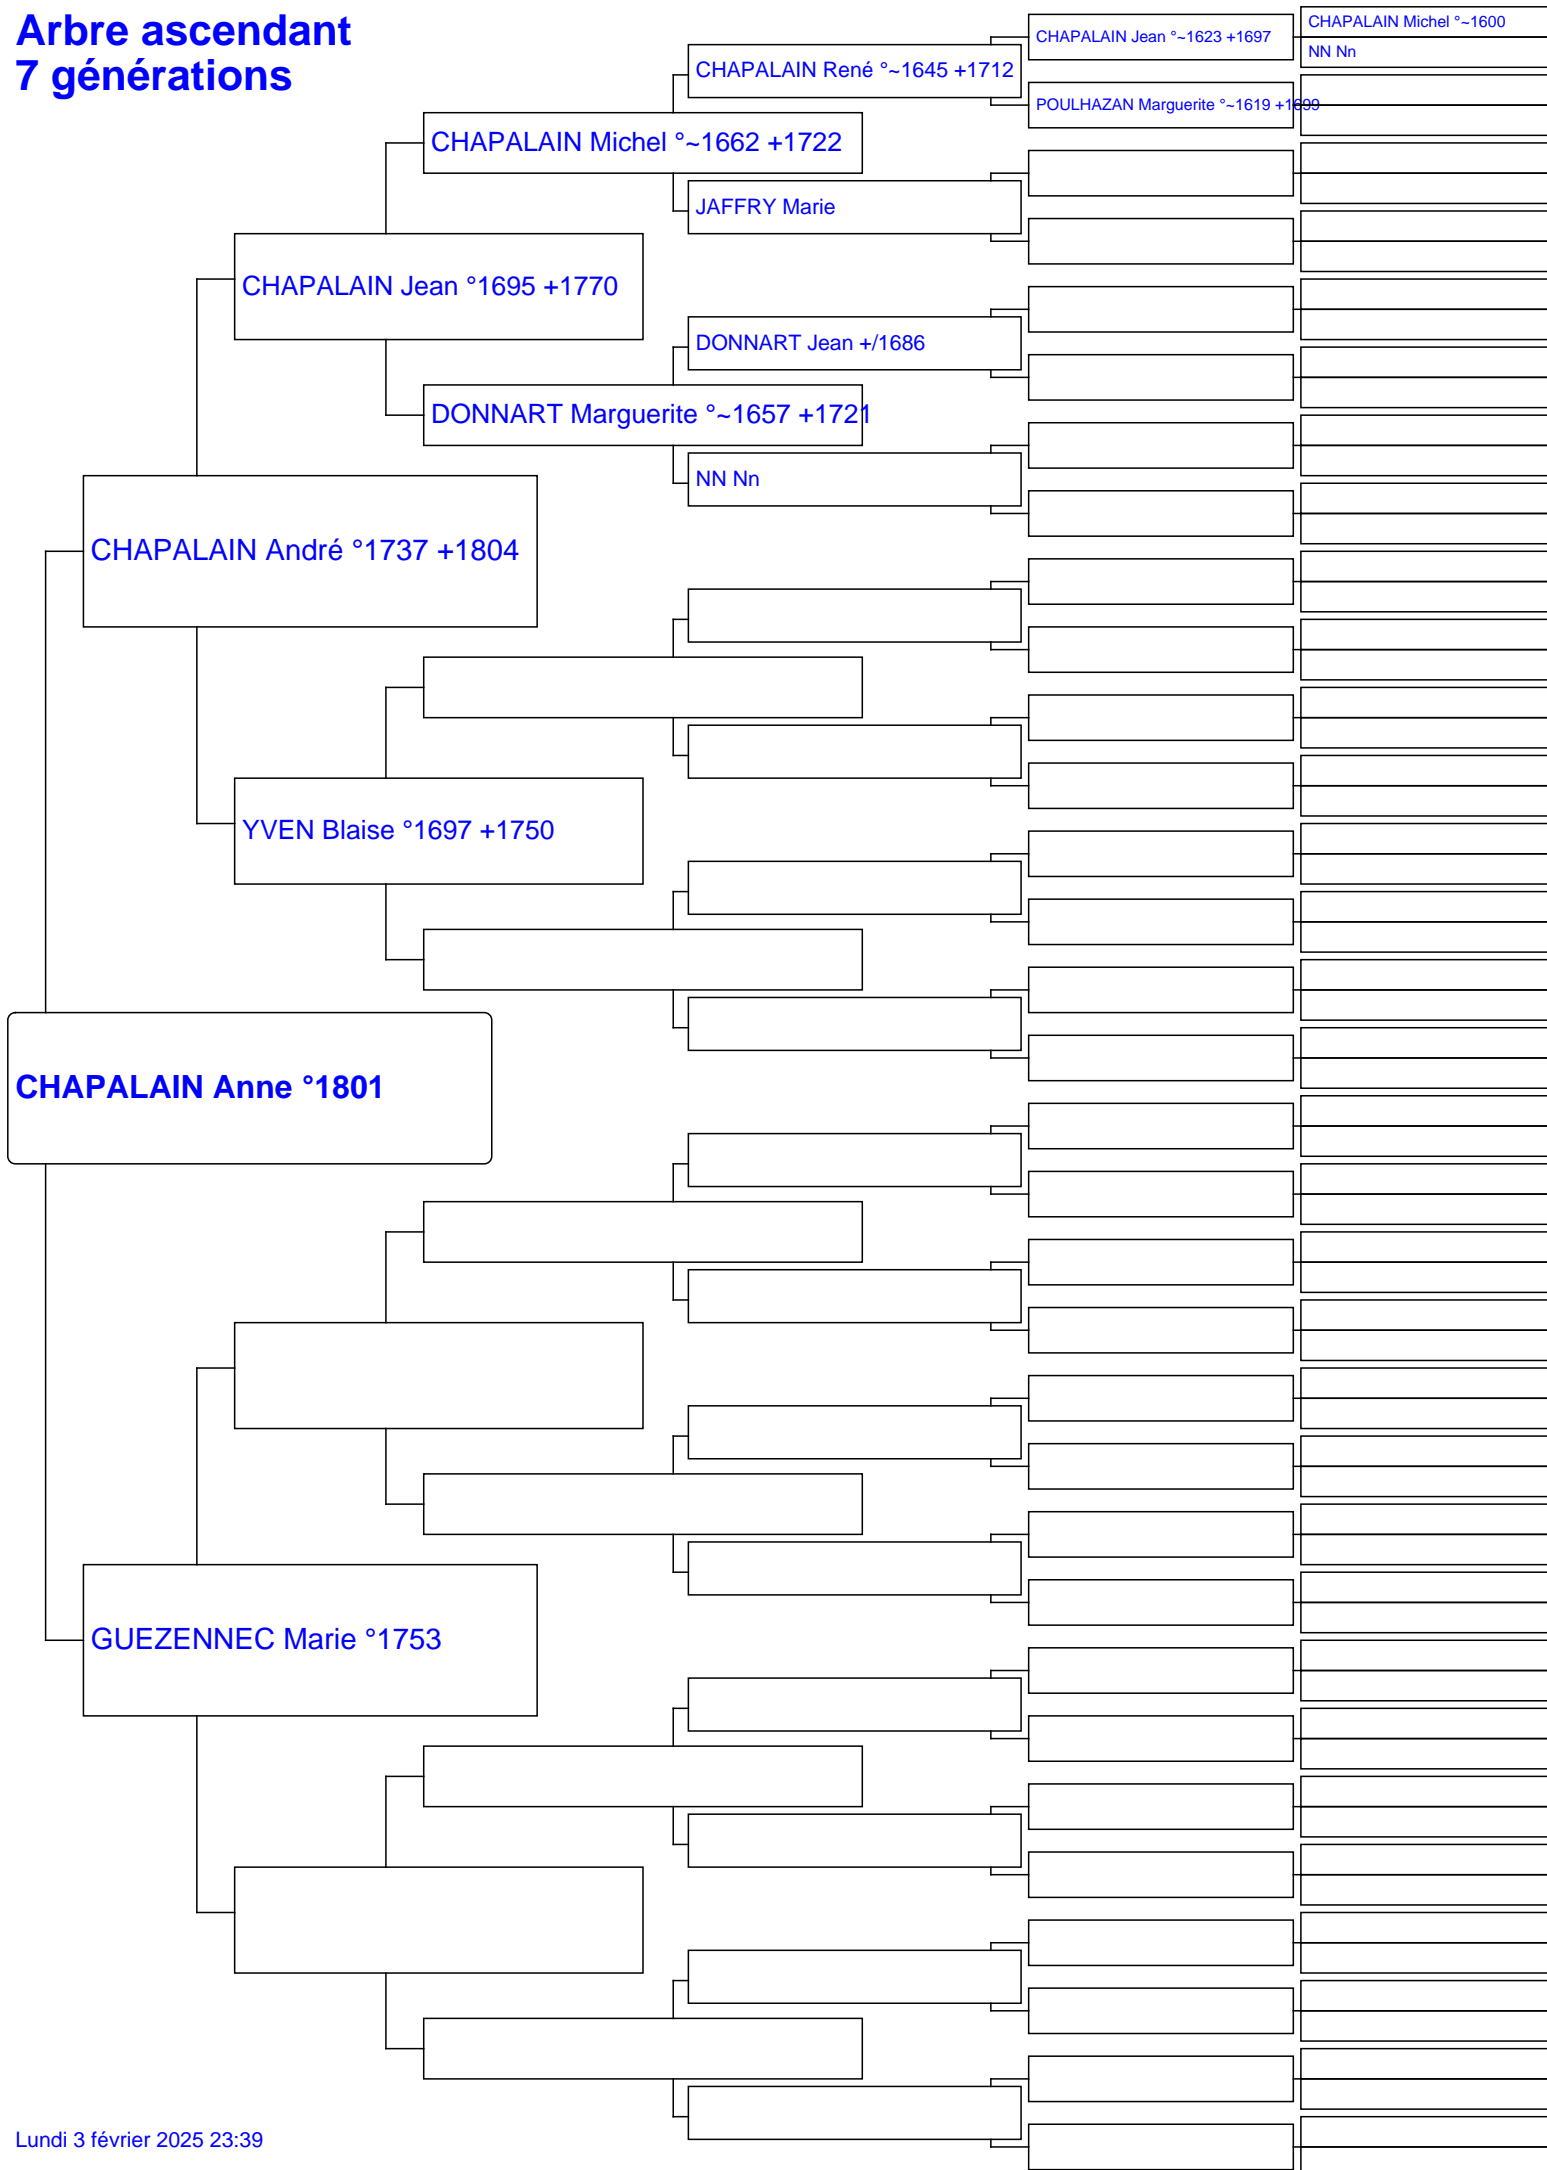 Arbre ascendant
7 générations
CHAPALAIN Michel °~1600
NN Nn
CHAPALAIN Jean °~1623 +1697
CHAPALAIN René °~1645 +1712
POULHAZAN Marguerite °~1619 +1699
CHAPALAIN Michel °~1662 +1722
JAFFRY Marie
CHAPALAIN Jean °1695 +1770
DONNART Jean +/1686
DONNART Marguerite °~1657 +1721
NN Nn
CHAPALAIN André °1737 +1804
YVEN Blaise °1697 +1750
CHAPALAIN Anne °1801
GUEZENNEC Marie °1753
Lundi 3 février 2025 23:39